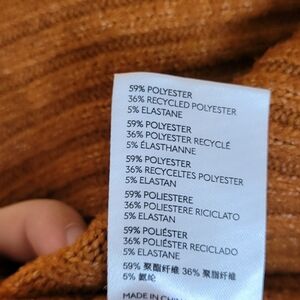 59% POLYESTER
36% RECYCLED POLYESTER
5% ELASTANE
59% POLYESTER
36% POLYESTER RECYCLÉ
5% ÉLASTHANNE
59% POLYESTER
36% RECYCELTES POLYESTER
5% ELASTAN
59% POLIESTERE
36% POLIESTERE RICICLATO
5% ELASTAN
59% POLIÉSTER
36% POLIÉSTER RECICLADO
5% ELASTANE
59% 聚酯纤维 36% 聚酯纤维
5% 氨纶
MADE IN CHINA